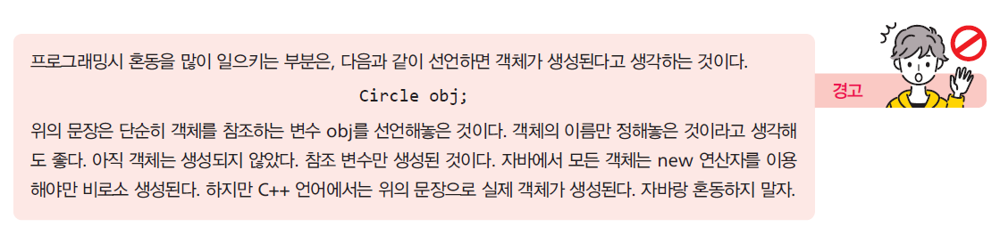 프로그래밍시 혼동을 많이 일으키는 부분은, 다음과 같이 선언하면 객체가 생성된다고 생각하는 것이다.
Circle obj;
경고
위의 문장은 단순히 객체를 참조하는 변수 obj를 선언해놓은 것이다. 객체의 이름만 정해놓은 것이라고 생각해
도 좋다. 아직 객체는 생성되지 않았다. 참조 변수만 생성된 것이다. 자바에서 모든 객체는 new 연산자를 이용
해야만 비로소 생성된다. 하지만 C++ 언어에서는 위의 문장으로 실제 객체가 생성된다. 자바랑 혼동하지 말자.